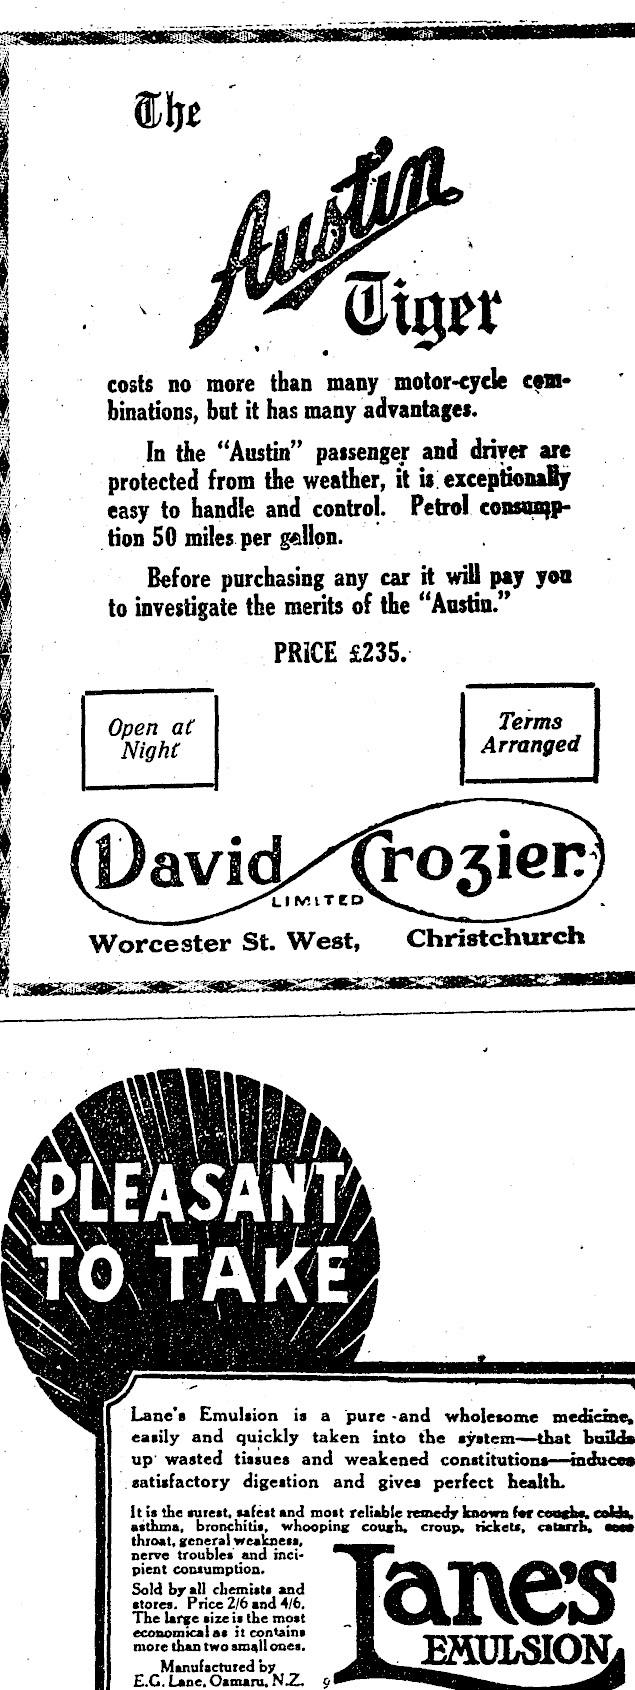 The
Austin
Tiger
costs no more than many motor-cycle com-
binations, but it has many advantages.
In the "Austin" passenger and driver are
protected from the weather, it is exceptionally
easy to handle and control. Petrol consump-
tion 50 miles per gallon.
Before purchasing any car it will pay you
to investigate the merits of the "Austin."
PRICE £235.
Open at
Night
Terms
Arranged
David Crozier.
LIMITED
Worcester St. West, Christchurch
PLEASANT
TO TAKE
Lane's Emulsion is a pure and wholesome medicine,
easily and quickly taken into the system—that builds
up wasted tissues and weakened constitutions—induces
satisfactory digestion and gives perfect health.
It is the surest, safest and most reliable remedy known for coughs, colds,
asthma, bronchitis, whooping cough, croup, rickets, catarrh, sore
throat, general weakness,
nerve troubles and inci-
pient consumption.
Sold by all chemists and
stores. Price 2/6 and 4/6.
The large size is the most
economical as it contains
more than two small ones.
Manufactured by
E.G. Lane, Oamaru, N.Z. 9
Lane's
EMULSION